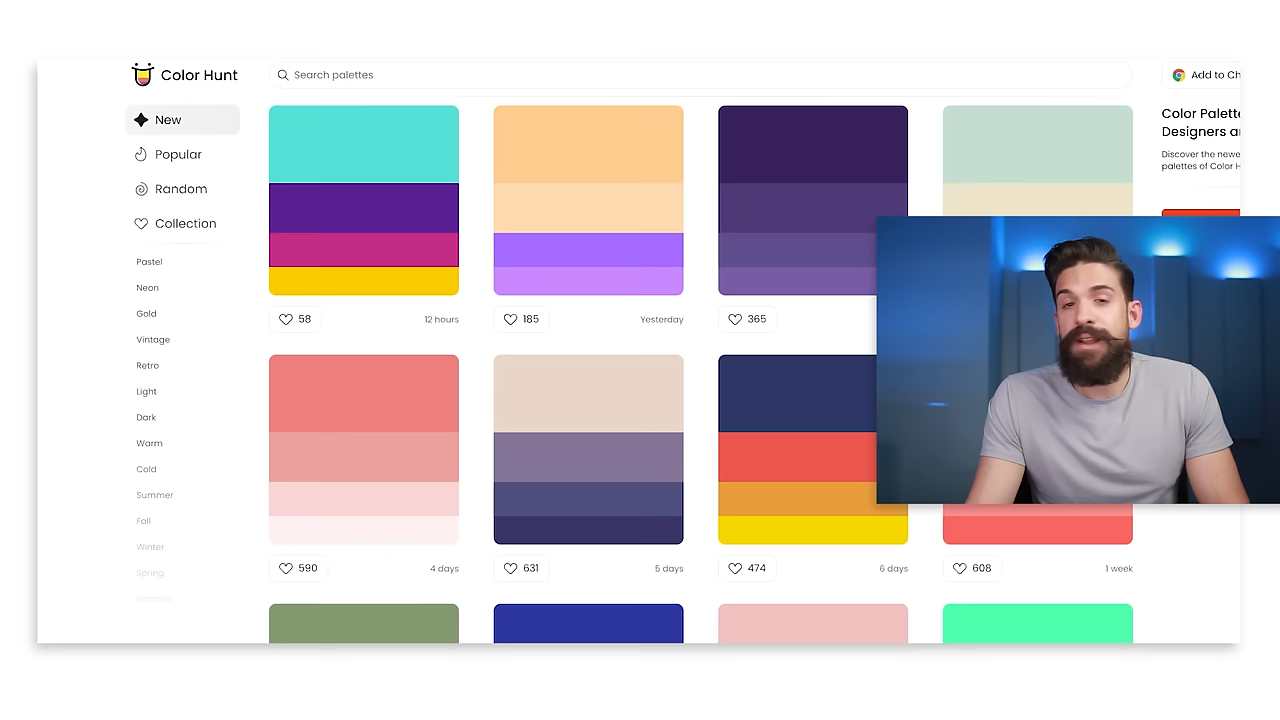 Color Hunt
Search palettes
Add to Ch
New
Popular
Random
Collection
Pastel
Neon
Gold
Vintage
Retro
Light
Dark
Warm
Cold
Summer
Fall
Winter
Spring
58
12 hours
185
Yesterday
365
590
4 days
631
5 days
474
6 days
608
1 week
Color Palett
Designers a
Discover the newe
palettes of Color H